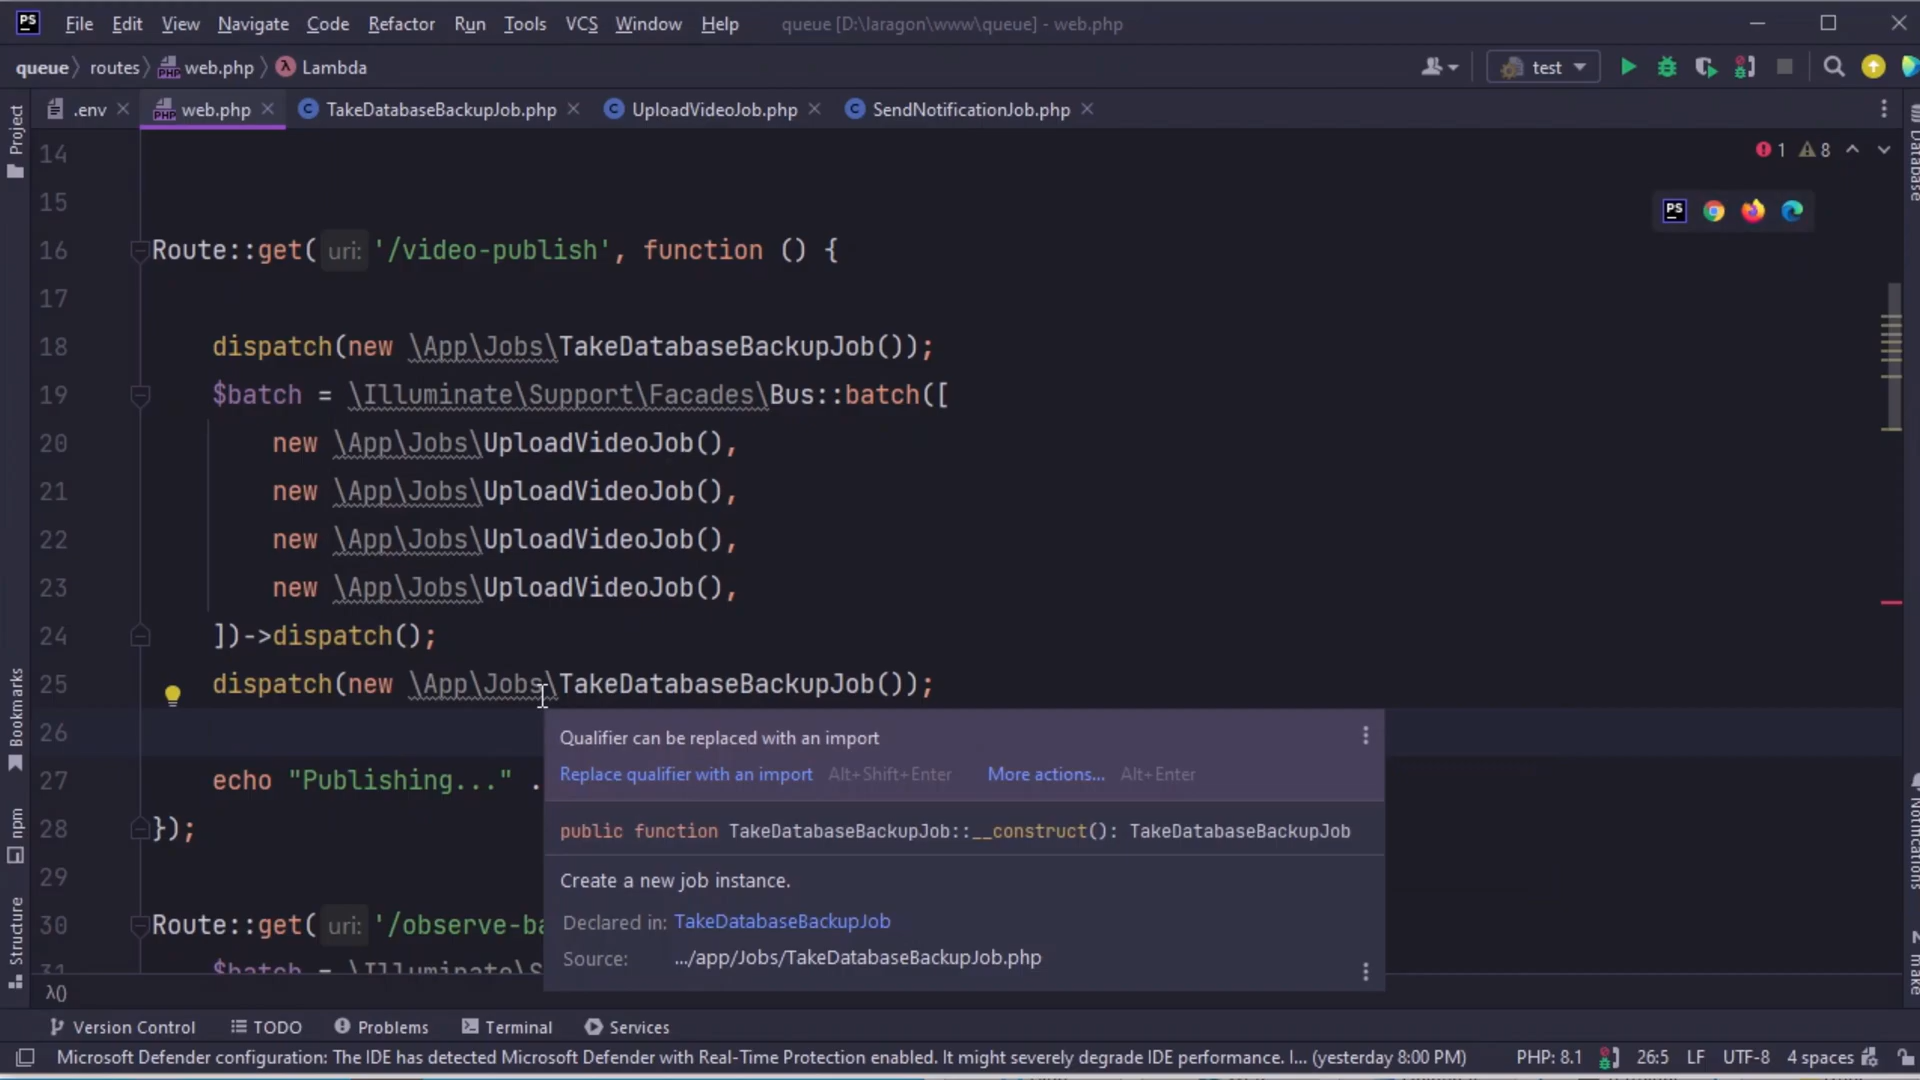 PS File Edit View Navigate Code Refactor Run Tools VCS Window Help queue [D:\laragon\www\queue] - web.php
queue routes web.php Lambda test
.env web.php TakeDatabaseBackupJob.php UploadVideoJob.php SendNotificationJob.php
Project
Database
1 8
14
15
16 Route::get( uri: '/video-publish', function () {
17
18 dispatch(new \App\Jobs\TakeDatabaseBackupJob());
19 $batch = \Illuminate\Support\Facades\Bus::batch([
20 new \App\Jobs\UploadVideoJob(),
21 new \App\Jobs\UploadVideoJob(),
22 new \App\Jobs\UploadVideoJob(),
23 new \App\Jobs\UploadVideoJob(),
24 ])->dispatch();
25 dispatch(new \App\Jobs\TakeDatabaseBackupJob());
26
27 echo "Publishing..." .
28 });
29
30 Route::get( uri: '/observe-ba
31 $batch = \Illuminate\S
Qualifier can be replaced with an import
Replace qualifier with an import Alt+Shift+Enter More actions... Alt+Enter
public function TakeDatabaseBackupJob::__construct(): TakeDatabaseBackupJob
Create a new job instance.
Declared in: TakeDatabaseBackupJob
Source: .../app/Jobs/TakeDatabaseBackupJob.php
Bookmarks
npm
Structure
Notifications
make
λ()
Version Control TODO Problems Terminal Services
Microsoft Defender configuration: The IDE has detected Microsoft Defender with Real-Time Protection enabled. It might severely degrade IDE performance. I... (yesterday 8:00 PM) PHP: 8.1 26:5 LF UTF-8 4 spaces